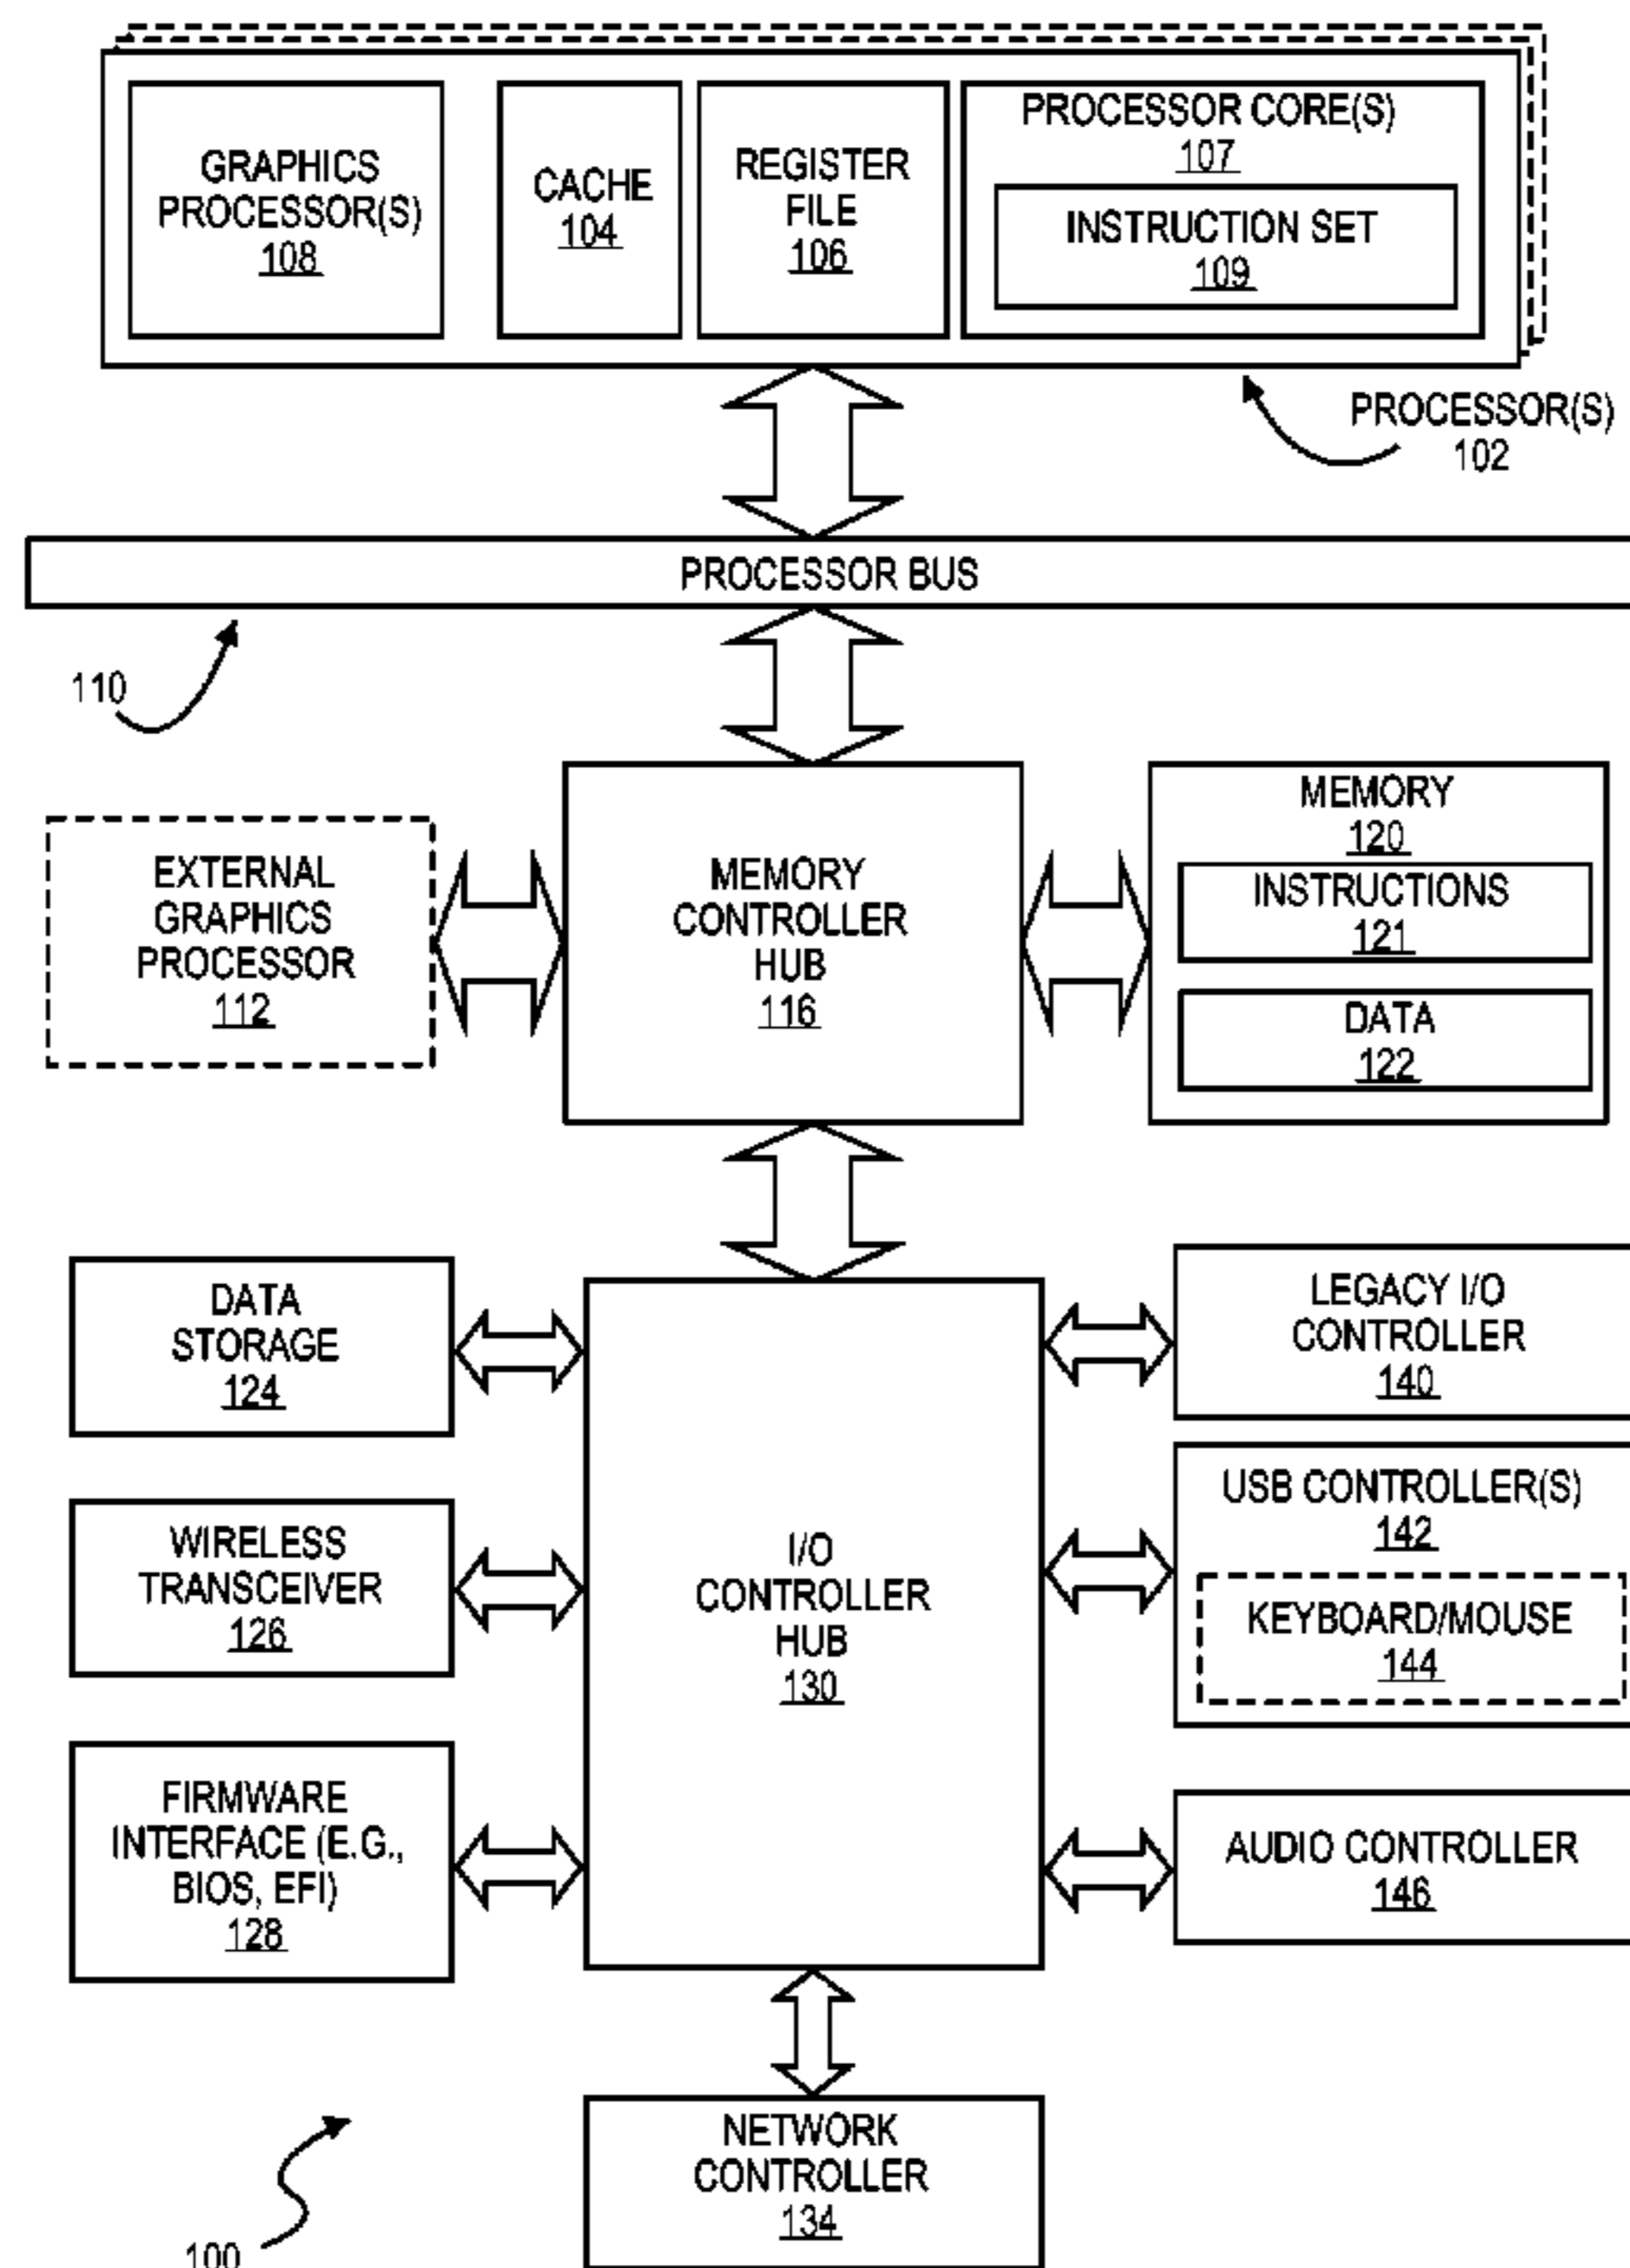 GRAPHICS
PROCESSOR(S)
108
CACHE
104
REGISTER
FILE
106
PROCESSOR CORE(S)
107
INSTRUCTION SET
109
PROCESSOR(S)
102
PROCESSOR BUS
110
EXTERNAL
GRAPHICS
PROCESSOR
112
MEMORY
CONTROLLER
HUB
116
MEMORY
120
INSTRUCTIONS
121
DATA
122
DATA
STORAGE
124
WIRELESS
TRANSCEIVER
126
FIRMWARE
INTERFACE (E.G.,
BIOS, EFI)
128
I/O
CONTROLLER
HUB
130
LEGACY I/O
CONTROLLER
140
USB CONTROLLER(S)
142
KEYBOARD/MOUSE
144
AUDIO CONTROLLER
146
NETWORK
CONTROLLER
134
100